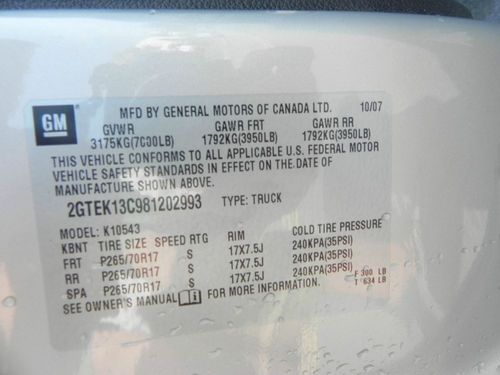 MFD BY GENERAL MOTORS OF CANADA LTD. 10/07
GM GVWR GAWR FRT GAWR RR
3175KG(7000LB) 1792KG(3950LB) 1792KG(3950LB)
THIS VEHICLE CONFORMS TO ALL APPLICABLE U.S. FEDERAL MOTOR
VEHICLE SAFETY STANDARDS IN EFFECT ON THE DATE OF
MANUFACTURE SHOWN ABOVE.
2GTEK13C981202993 TYPE: TRUCK
MODEL: K10543
KBNT TIRE SIZE SPEED RTG RIM COLD TIRE PRESSURE
FRT P265/70R17 S 17X7.5J 240KPA(35PSI)
RR P265/70R17 S 17X7.5J 240KPA(35PSI)
SPA P265/70R17 S 17X7.5J 240KPA(35PSI) F 300 LB
SEE OWNER'S MANUAL FOR MORE INFORMATION. T 634 LB